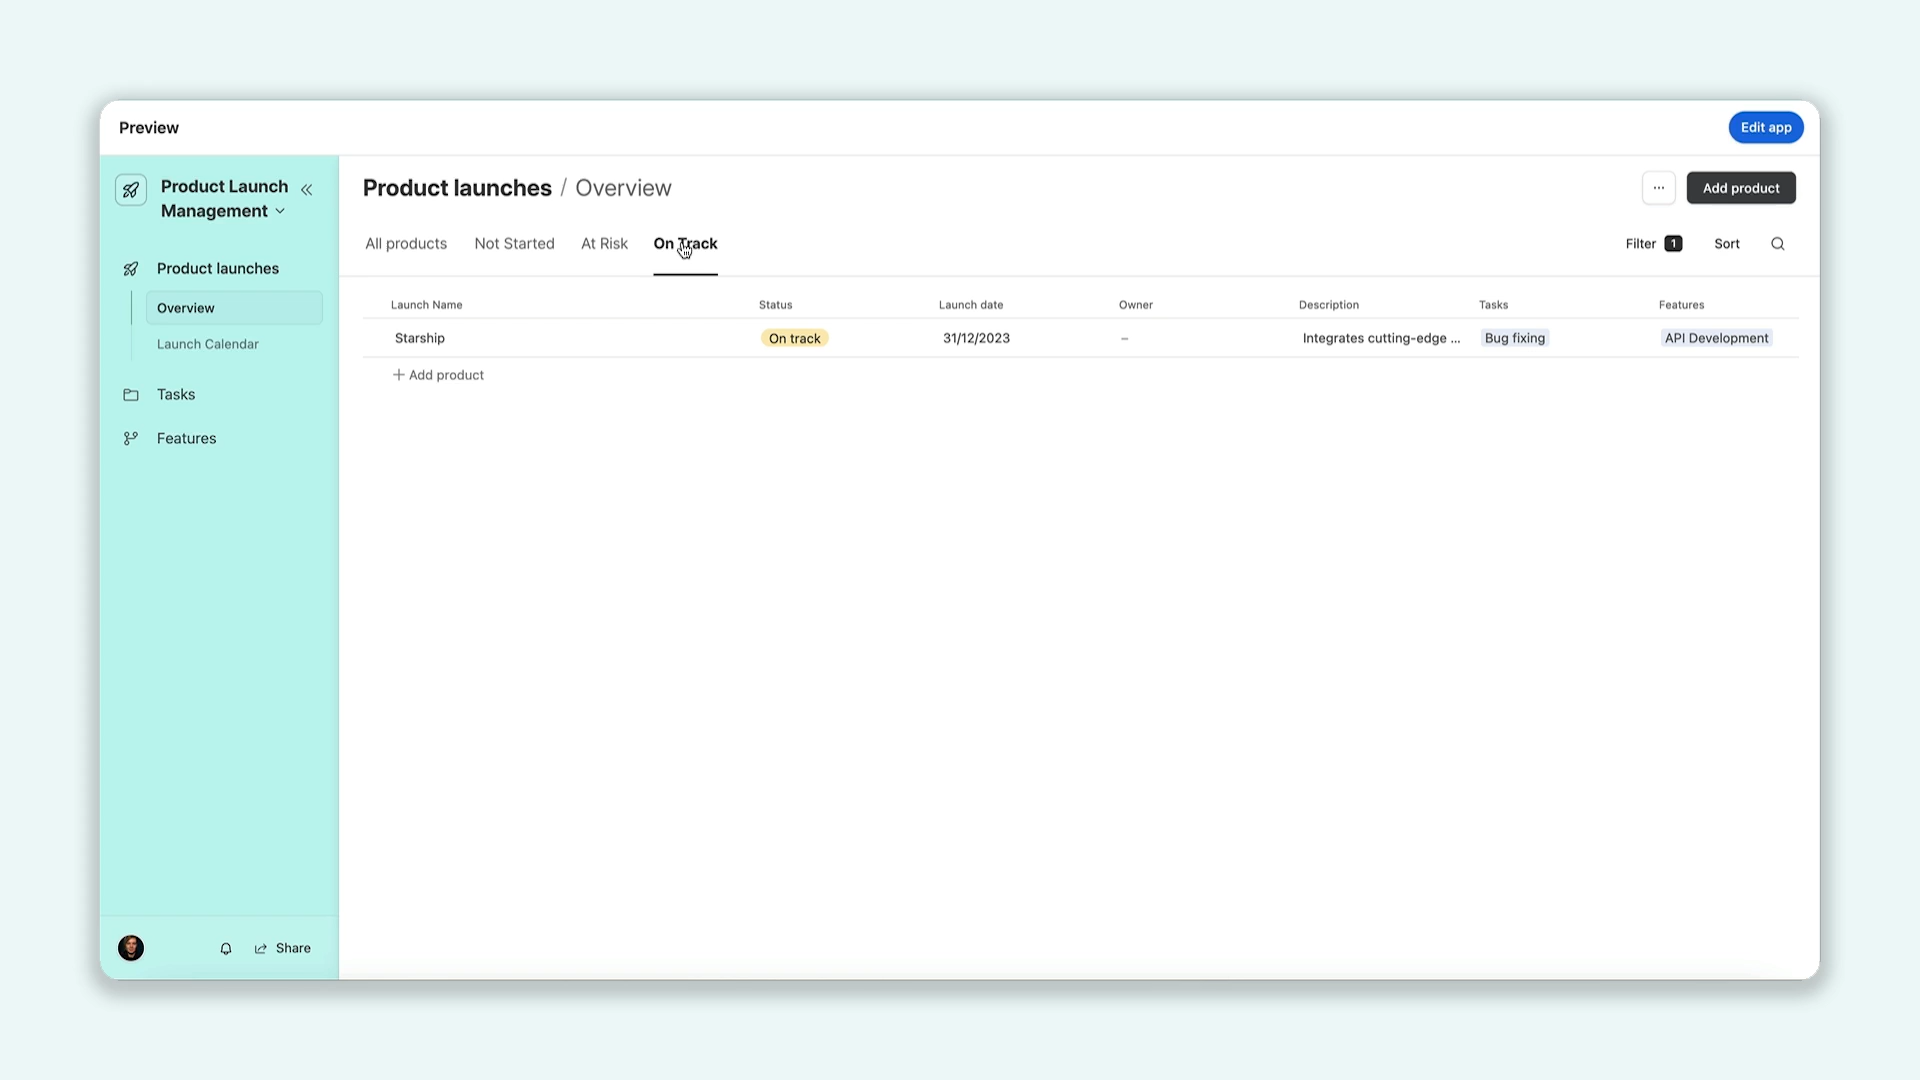 Preview
Edit app
Product Launch
Management
Product launches / Overview
...
Add product
All products Not Started At Risk On Track
Filter 1 Sort
Product launches
Overview
Launch Calendar
Tasks
Features
Launch Name Status Launch date Owner Description Tasks Features
Starship On track 31/12/2023 – Integrates cutting-edge ... Bug fixing API Development
+ Add product
Share